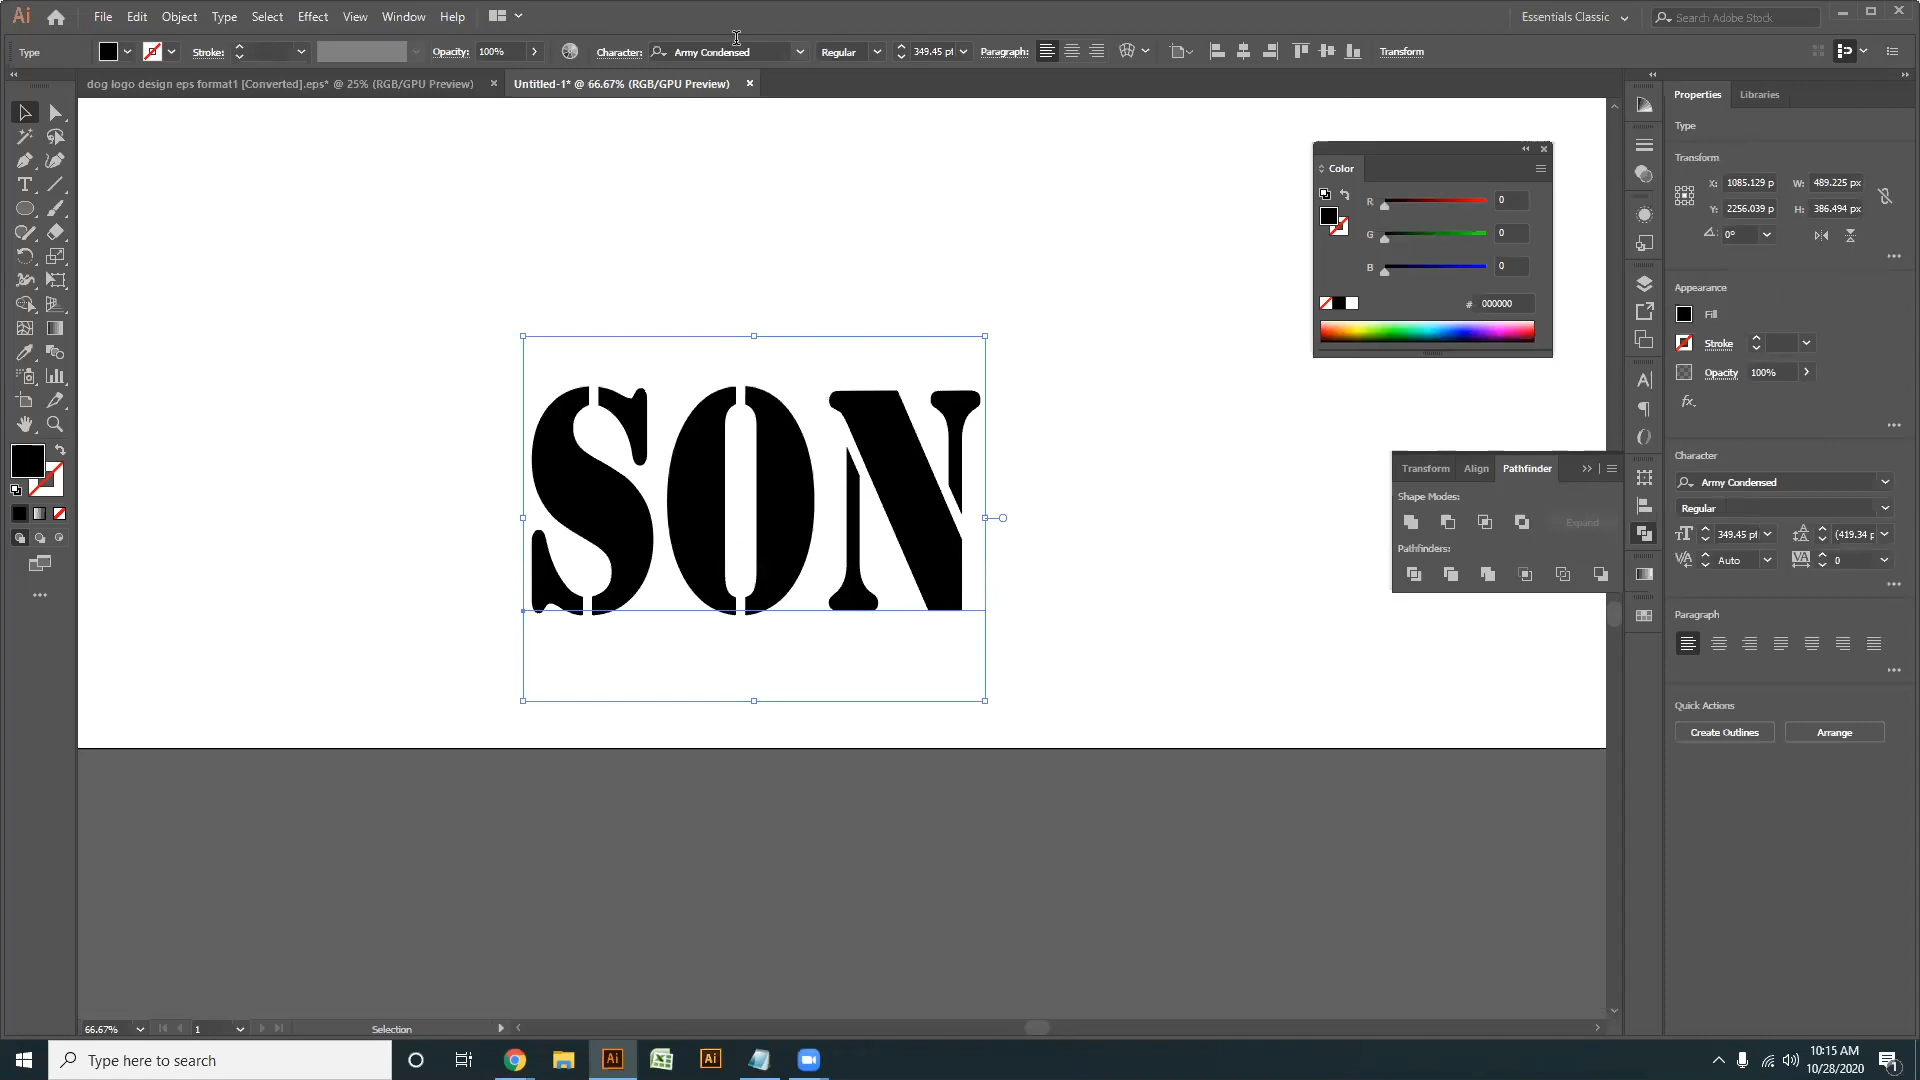 Ai File Edit Object Type Select Effect View Window Help Essentials Classic Search Adobe Stock
Type Stroke: Opacity: 100% Character: Army Condensed Regular 349.45 pt Paragraph: Transform
dog logo design eps format1 [Converted].eps* @ 25% (RGB/GPU Preview) Untitled-1* @ 66.67% (RGB/GPU Preview)
Properties Libraries
Type
Transform
X: 1085.129 p W: 489.225 px
Y: 2256.039 p H: 386.494 px
0°
Appearance
Fill
Stroke
Opacity 100%
fx
Character
Army Condensed
Regular
349.45 pt (419.34 p
Auto 0
Paragraph
Quick Actions
Create Outlines Arrange
Color
R 0
G 0
B 0
# 000000
Transform Align Pathfinder
Shape Modes:
Expand
Pathfinders:
SON
66.67% 1 Selection
Type here to search
10:15 AM
10/28/2020
1